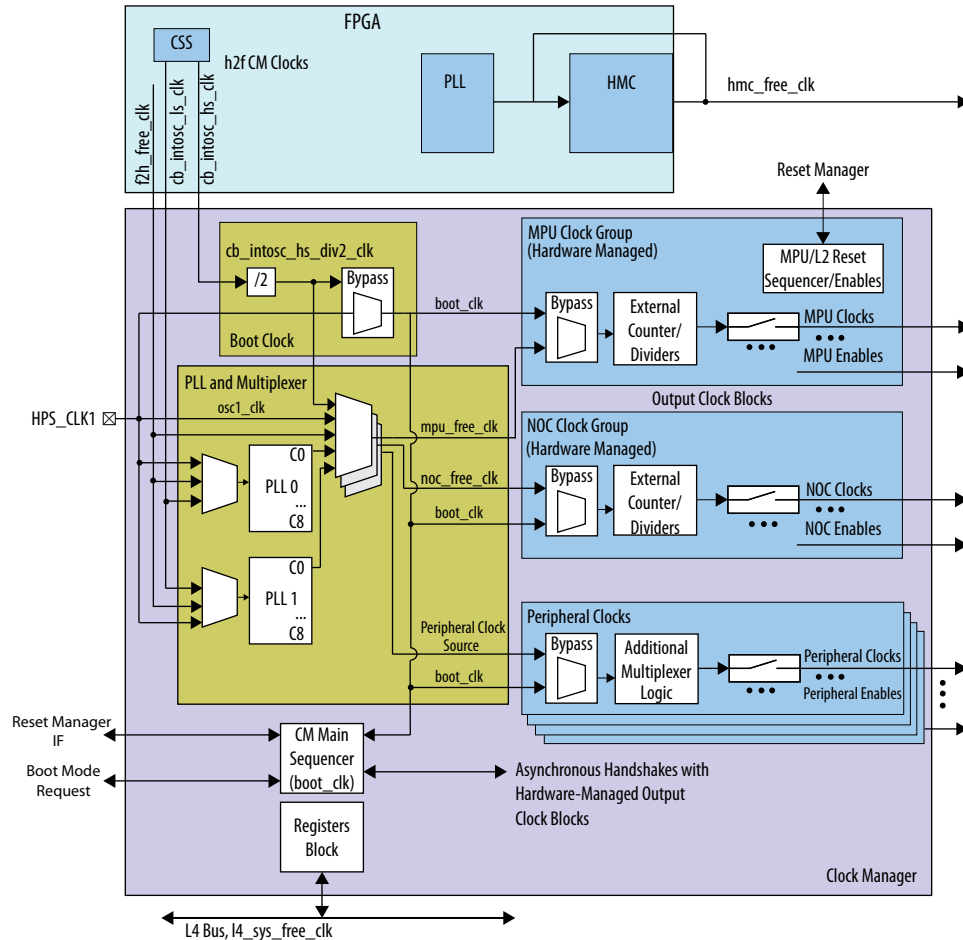 FPGA
CSS
h2f CM Clocks
f2h_free_clk
cb_intosc_ls_clk
cb_intosc_hs_clk
PLL
HMC
hmc_free_clk
Reset Manager
cb_intosc_hs_div2_clk
/2
Bypass
Boot Clock
boot_clk
MPU Clock Group
(Hardware Managed)
MPU/L2 Reset
Sequencer/Enables
Bypass
External
Counter/
Dividers
MPU Clocks
MPU Enables
Output Clock Blocks
PLL and Multiplexer
HPS_CLK1
osc1_clk
mpu_free_clk
C0
PLL 0
...
C8
noc_free_clk
boot_clk
NOC Clock Group
(Hardware Managed)
Bypass
External
Counter/
Dividers
NOC Clocks
NOC Enables
C0
PLL 1
...
C8
Peripheral Clock
Source
boot_clk
Peripheral Clocks
Bypass
Additional
Multiplexer
Logic
Peripheral Clocks
Peripheral Enables
Reset Manager
IF
Boot Mode
Request
CM Main
Sequencer
(boot_clk)
Asynchronous Handshakes with
Hardware-Managed Output
Clock Blocks
Registers
Block
Clock Manager
L4 Bus, l4_sys_free_clk